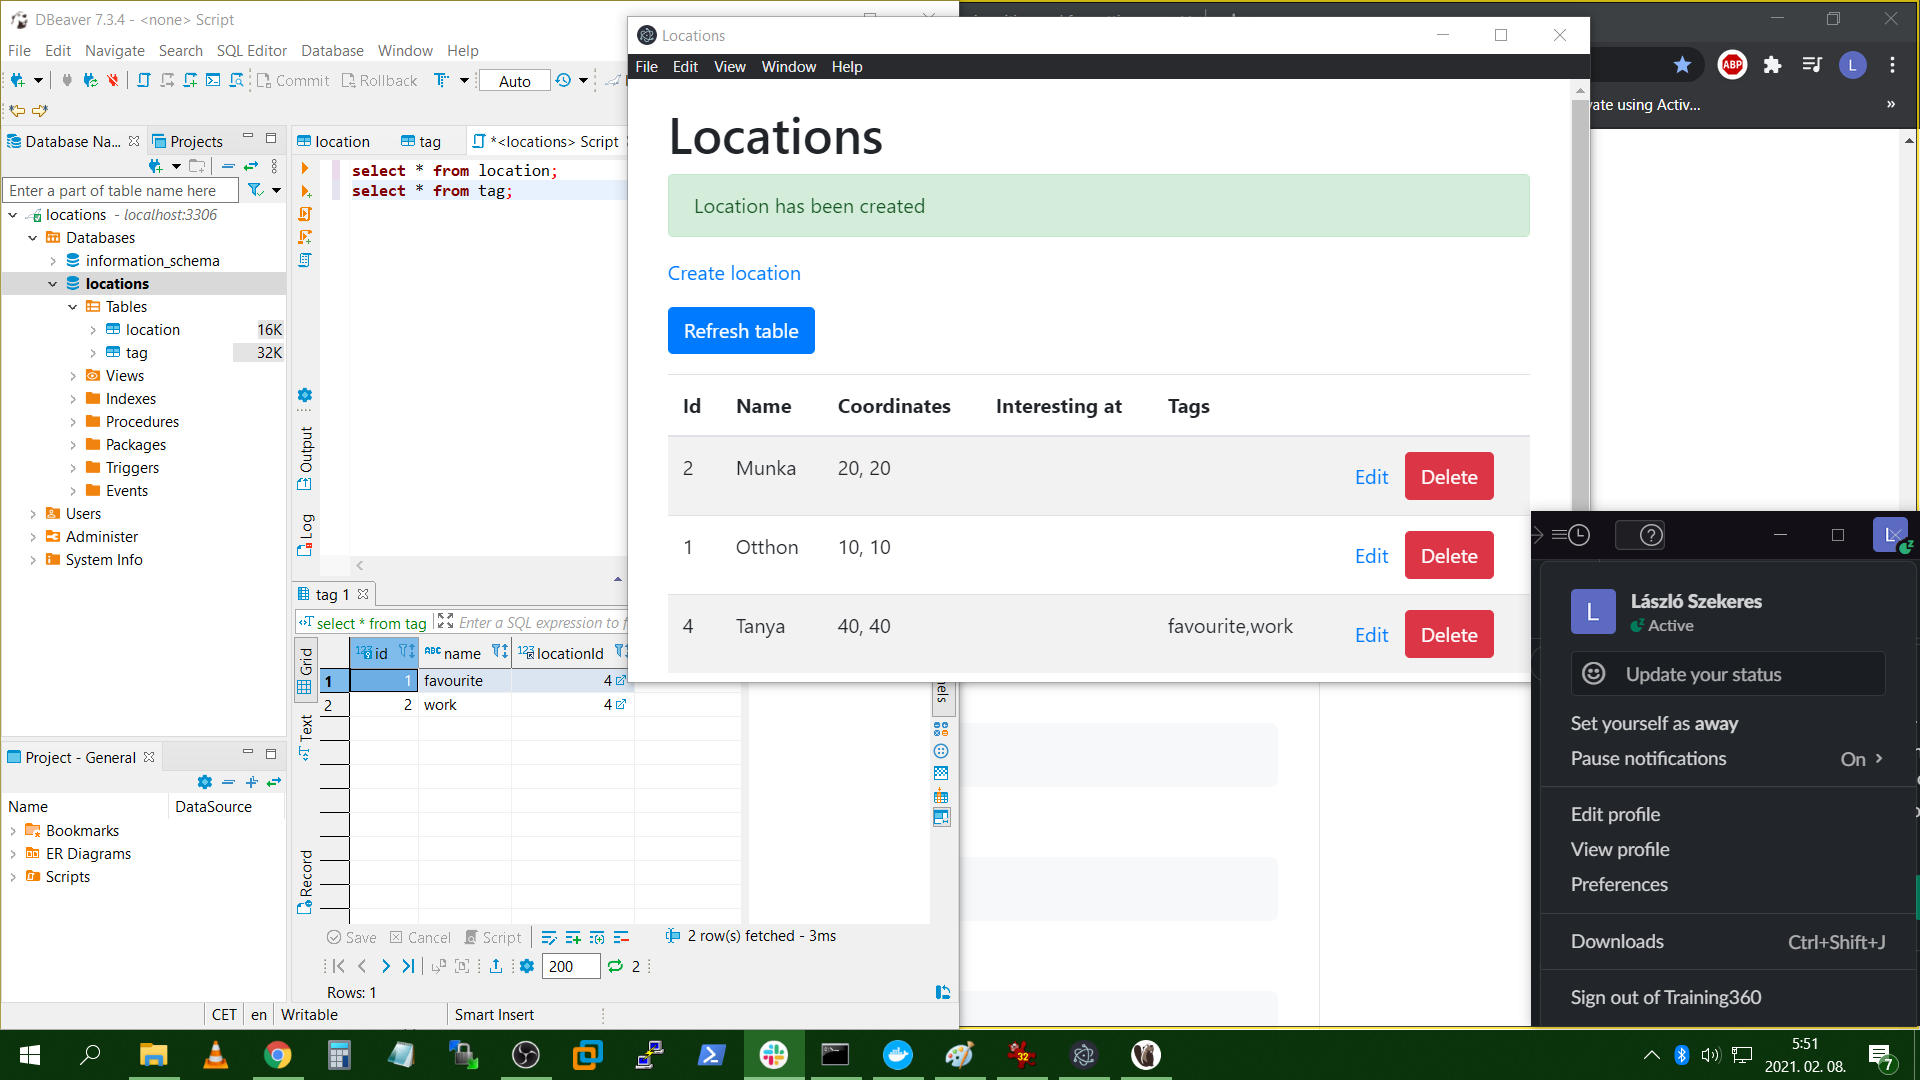 DBeaver 7.3.4 - <none> Script
File Edit Navigate Search SQL Editor Database Window Help
Commit Rollback Auto
Database Na... Projects
Enter a part of table name here
locations - localhost:3306
Databases
information_schema
locations
Tables
location 16K
tag 32K
Views
Indexes
Procedures
Packages
Triggers
Events
Users
Administer
System Info
Project - General
Name DataSource
Bookmarks
ER Diagrams
Scripts
location tag *<locations> Script
select * from location;
select * from tag;
Output
Log
tag 1
select * from tag Enter a SQL expression to f
Grid
Text
Record
123 id ABC name 123 locationId
1 1 favourite 4
2 2 work 4
nels
Save Cancel Script 2 row(s) fetched - 3ms
200 2
Rows: 1
CET en Writable Smart Insert
Locations
File Edit View Window Help
Locations
Location has been created
Create location
Refresh table
Id Name Coordinates Interesting at Tags
2 Munka 20, 20 Edit Delete
1 Otthon 10, 10 Edit Delete
4 Tanya 40, 40 favourite,work Edit Delete
ABP L
vate using Activ... »
L
L László Szekeres
Active
Update your status
Set yourself as away
Pause notifications On
Edit profile
View profile
Preferences
Downloads Ctrl+Shift+J
Sign out of Training360
32
5:51
2021. 02. 08.
7